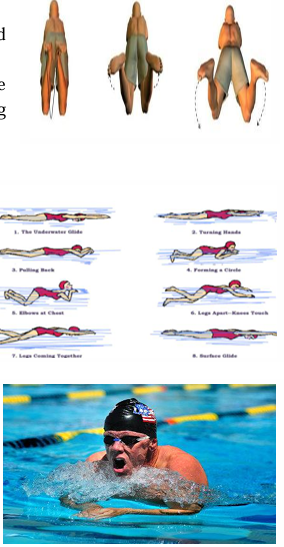 d
e
g
1. The Underwater Glide
2. Turning Hands
3. Pulling Back
4. Forming a Circle
5. Elbows at Chest
6. Legs Apart—Knees Touch
7. Legs Coming Together
8. Surface Glide